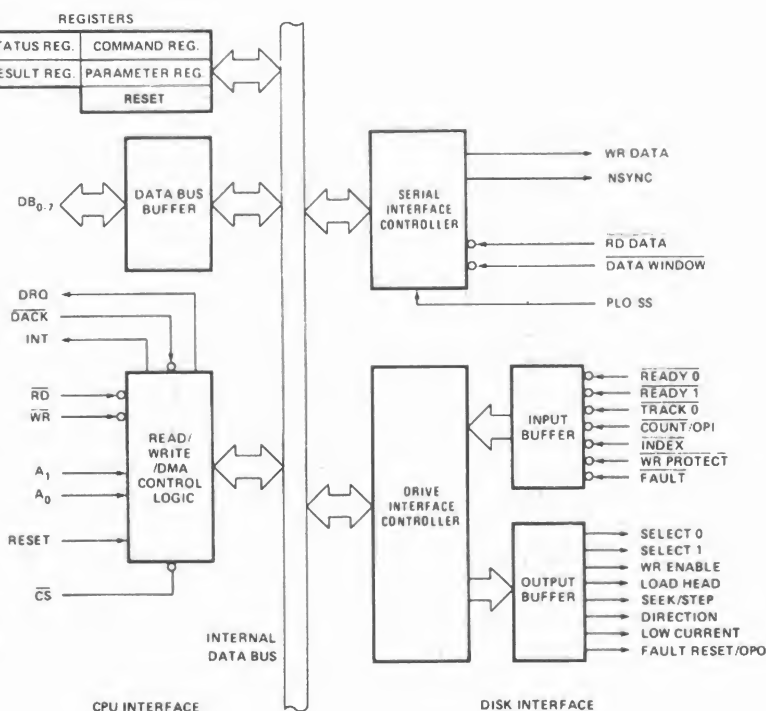 REGISTERS
TATUS REG. COMMAND REG.
ESULT REG. PARAMETER REG.
RESET
DB0-7
DATA BUS
BUFFER
SERIAL
INTERFACE
CONTROLLER
WR DATA
NSYNC
RD DATA
DATA WINDOW
PLO SS
DRQ
DACK
INT
RD
WR
A1
A0
RESET
CS
READ/
WRITE
/DMA
CONTROL
LOGIC
DRIVE
INTERFACE
CONTROLLER
INPUT
BUFFER
READY 0
READY 1
TRACK 0
COUNT/OPI
INDEX
WR PROTECT
FAULT
OUTPUT
BUFFER
SELECT 0
SELECT 1
WR ENABLE
LOAD HEAD
SEEK/STEP
DIRECTION
LOW CURRENT
FAULT RESET/OPO
INTERNAL
DATA BUS
CPU INTERFACE
DISK INTERFACE